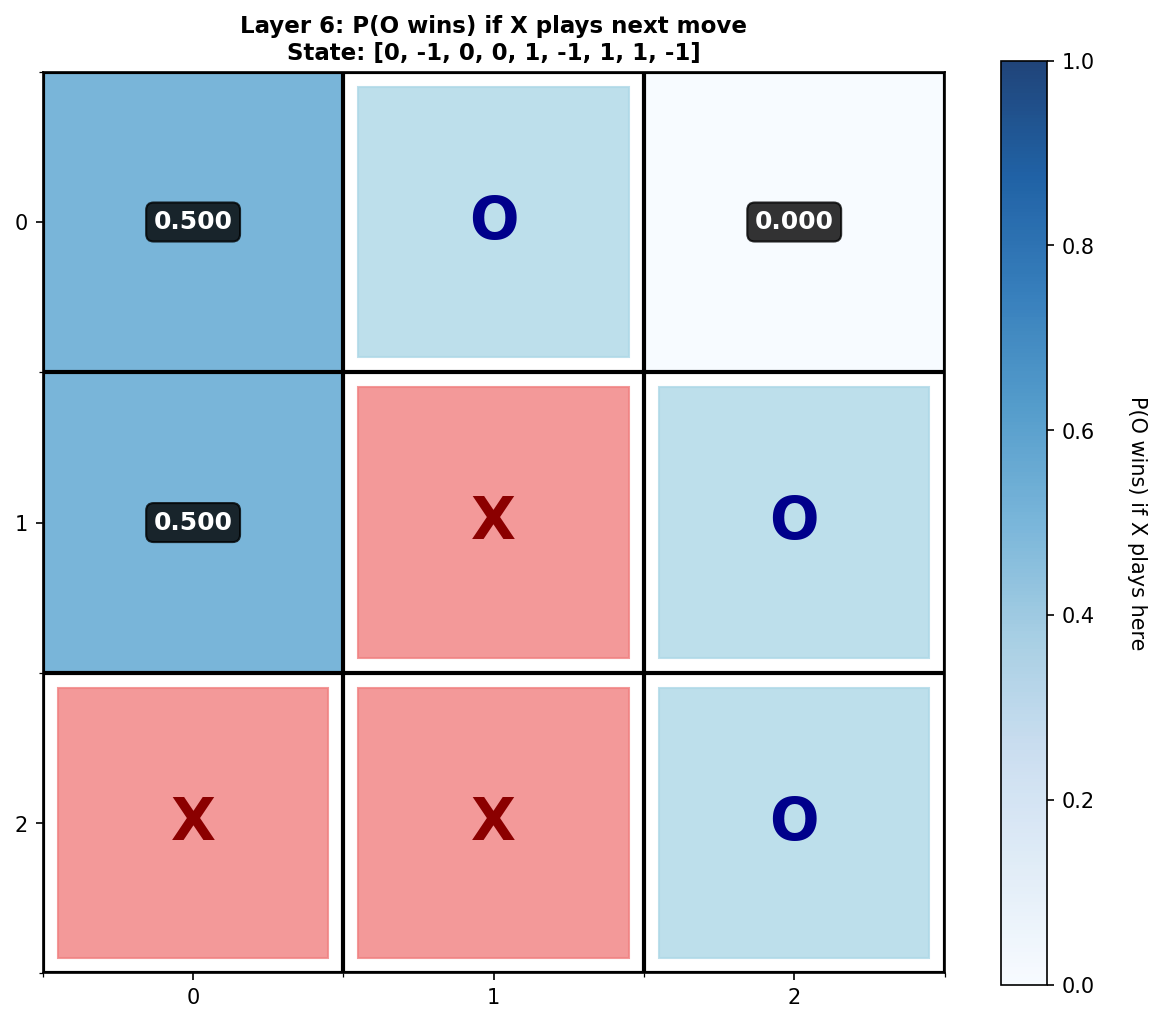 Layer 6: P(O wins) if X plays next move
State: [0, -1, 0, 0, 1, -1, 1, 1, -1]
0.500
O
0.000
0.500
X
O
X
X
O
0
1
2
0
1
2
1.0
0.8
0.6
0.4
0.2
0.0
P(O wins) if X plays here